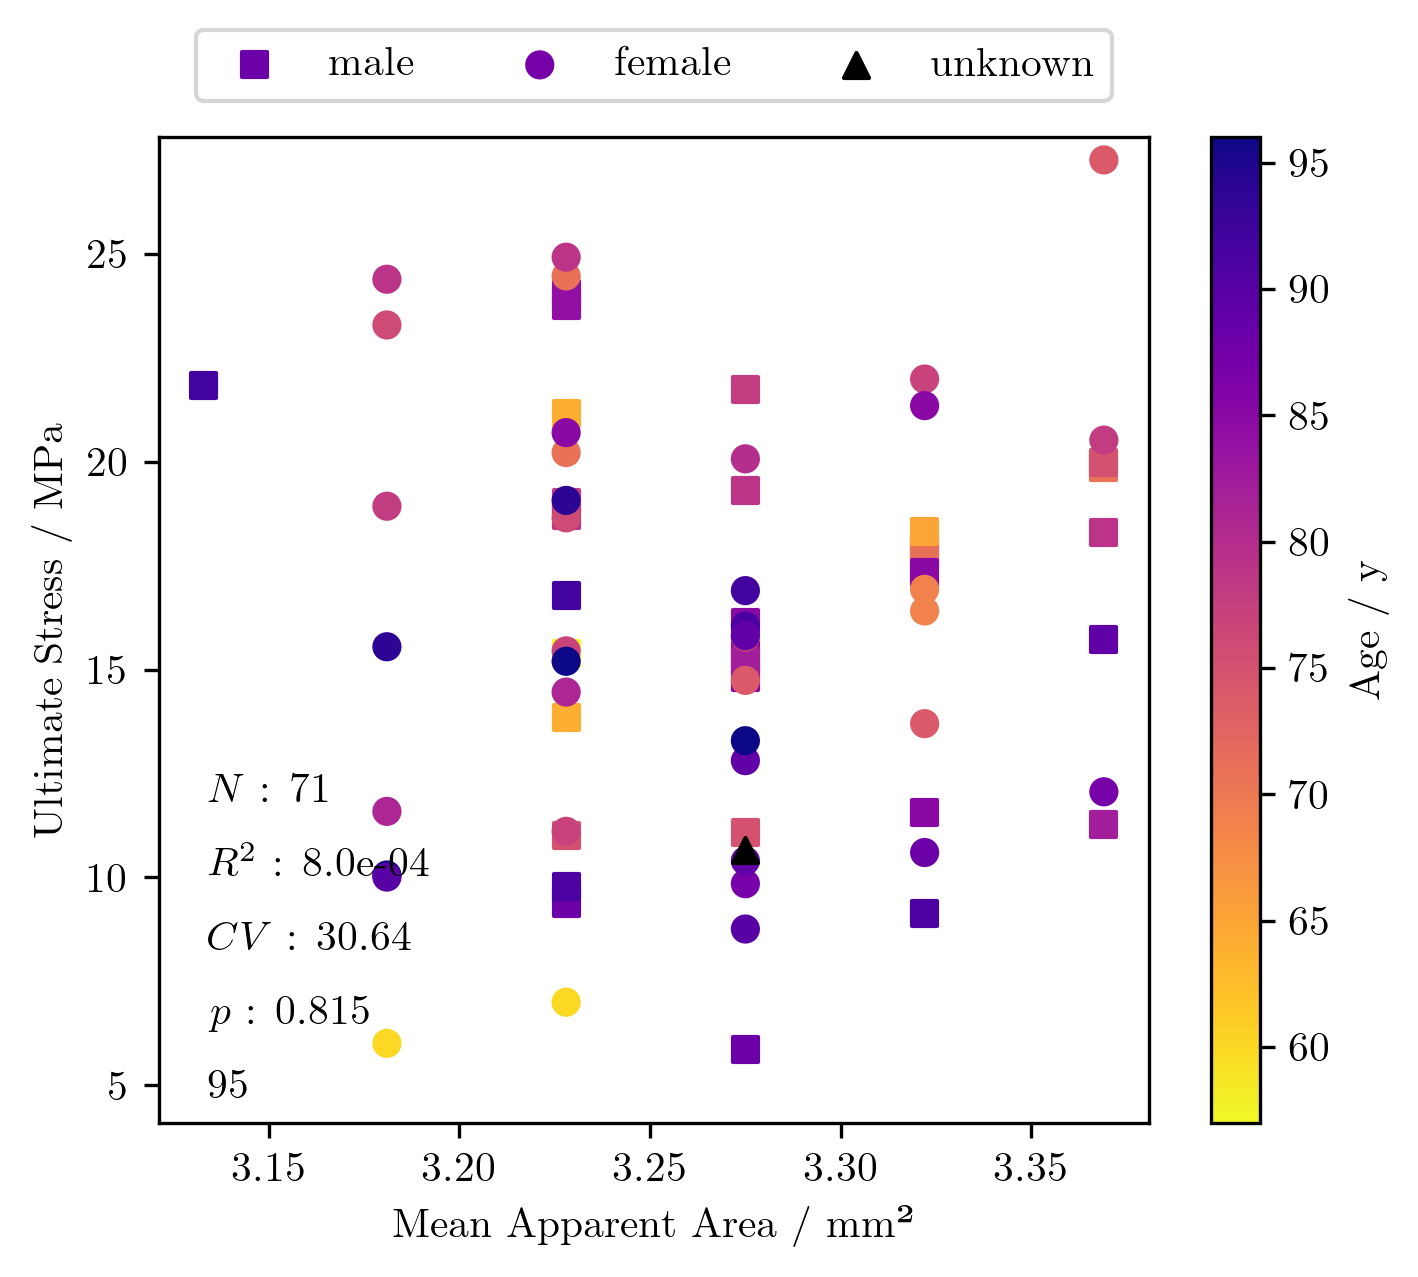 male female unknown
25
20
15
10
5
Ultimate Stress / MPa
N : 71
R² : 8.0e-04
CV : 30.64
p : 0.815
95
3.15 3.20 3.25 3.30 3.35
Mean Apparent Area / mm²
95
90
85
80
75
70
65
60
Age / y